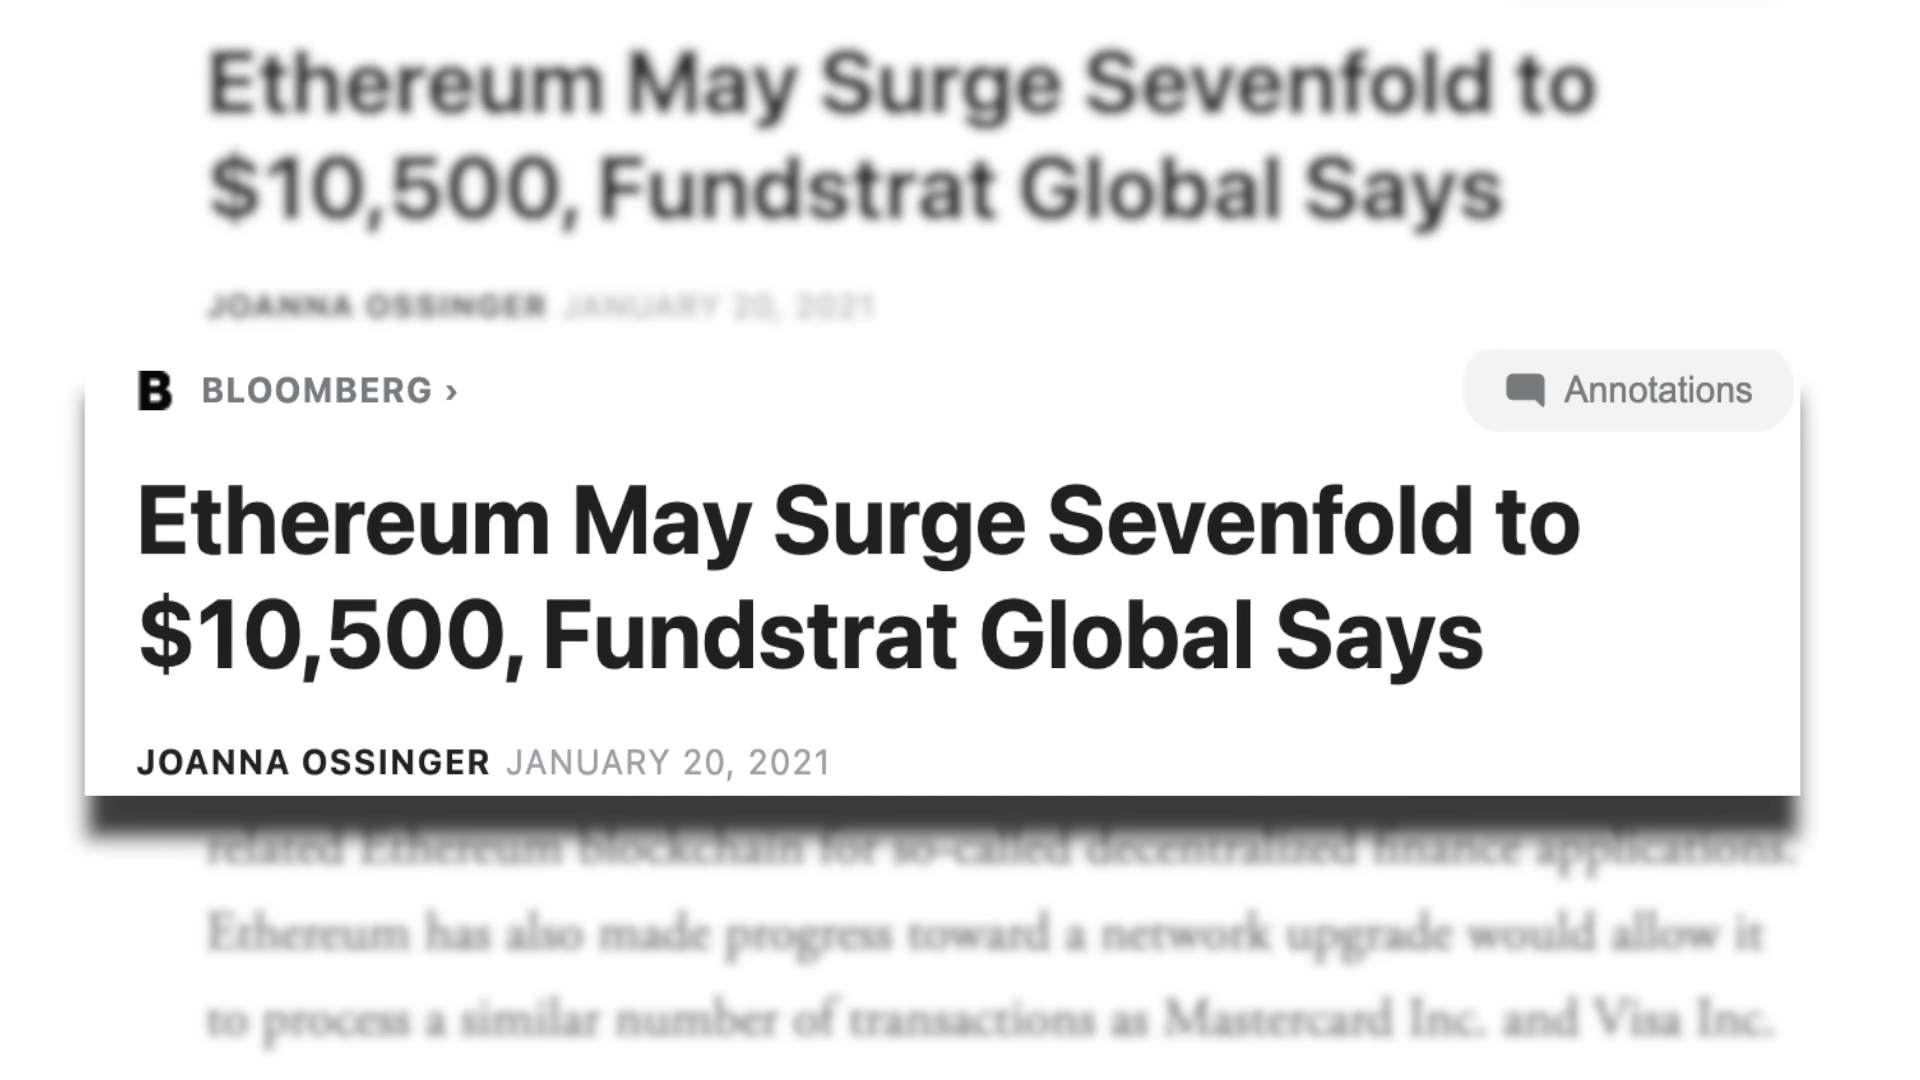 Ethereum May Surge Sevenfold to
$10,500, Fundstrat Global Says
JOANNA OSSINGER JANUARY 20, 2021
B BLOOMBERG ›
Annotations
Ethereum May Surge Sevenfold to
$10,500, Fundstrat Global Says
JOANNA OSSINGER JANUARY 20, 2021
related Ethereum blockchain for so-called decentralized finance applications.
Ethereum has also made progress toward a network upgrade would allow it
to process a similar number of transactions as Mastercard Inc. and Visa Inc.